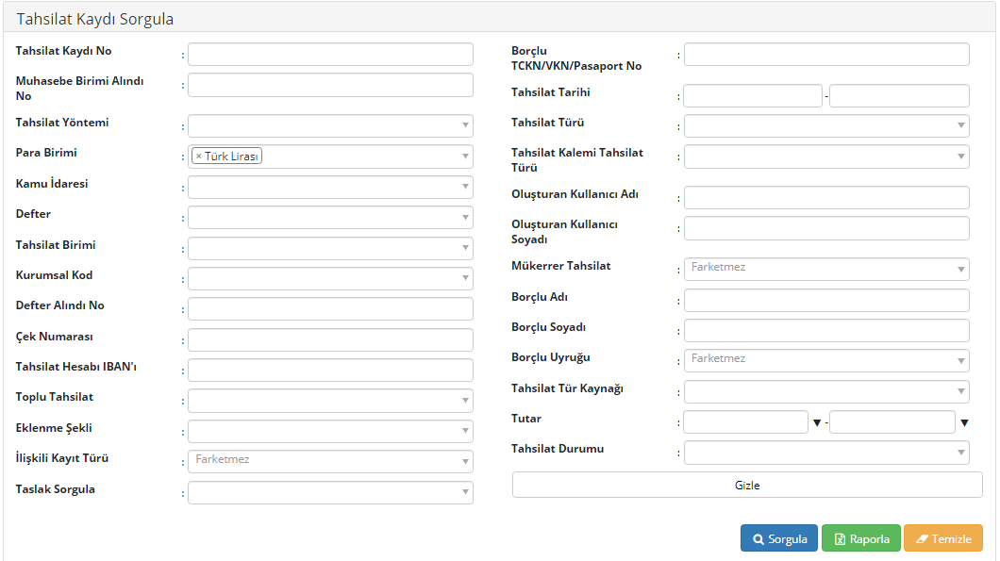 Tahsilat Kaydı Sorgula
Tahsilat Kaydı No :
Muhasebe Birimi Alındı
No :
Tahsilat Yöntemi :
Para Birimi : × Türk Lirası
Kamu İdaresi :
Defter :
Tahsilat Birimi :
Kurumsal Kod :
Defter Alındı No :
Çek Numarası :
Tahsilat Hesabı IBAN'ı :
Toplu Tahsilat :
Eklenme Şekli :
İlişkili Kayıt Türü : Farketmez
Taslak Sorgula :
Borçlu
TCKN/VKN/Pasaport No :
Tahsilat Tarihi : -
Tahsilat Türü :
Tahsilat Kalemi Tahsilat
Türü :
Oluşturan Kullanıcı Adı :
Oluşturan Kullanıcı
Soyadı :
Mükerrer Tahsilat : Farketmez
Borçlu Adı :
Borçlu Soyadı :
Borçlu Uyruğu : Farketmez
Tahsilat Tür Kaynağı :
Tutar : -
Tahsilat Durumu :
Gizle
Sorgula Raporla Temizle